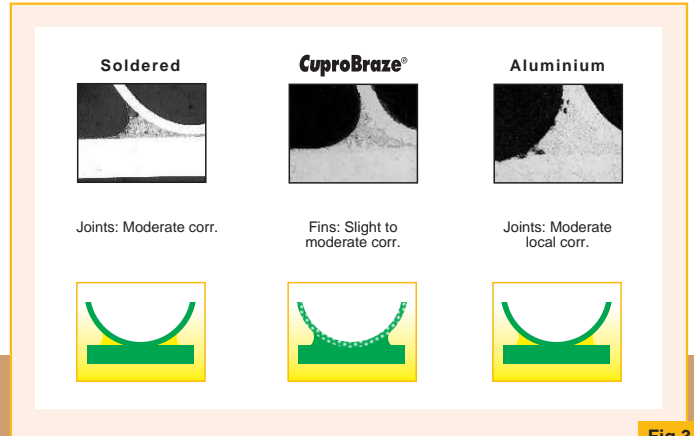 Soldered
CuproBraze®
Aluminium
Joints: Moderate corr.
Fins: Slight to
moderate corr.
Joints: Moderate
local corr.